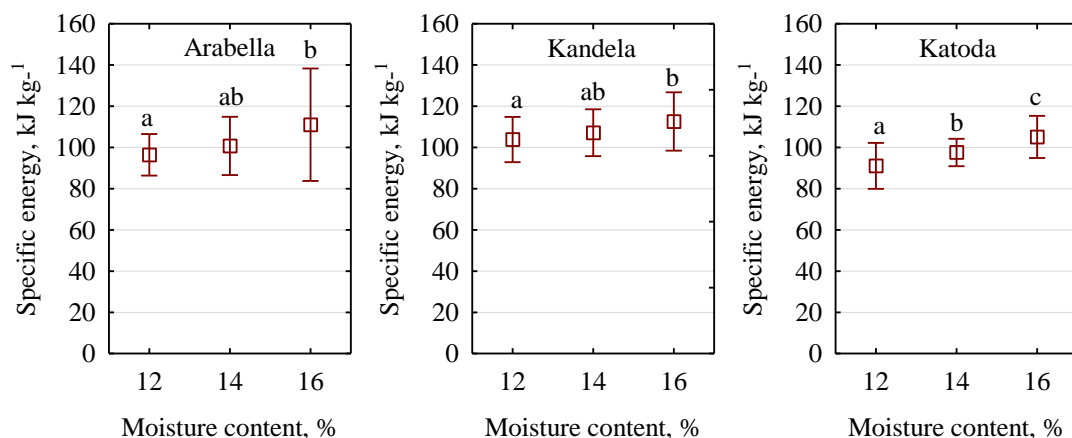 Specific energy, kJ kg-1
160
140
120
100
80
60
40
20
0
Arabella
a
ab
b
12
14
16
Moisture content, %
Specific energy, kJ kg-1
160
140
120
100
80
60
40
20
0
Kandela
a
ab
b
12
14
16
Moisture content, %
Specific energy, kJ kg-1
160
140
120
100
80
60
40
20
0
Katoda
a
b
c
12
14
16
Moisture content, %